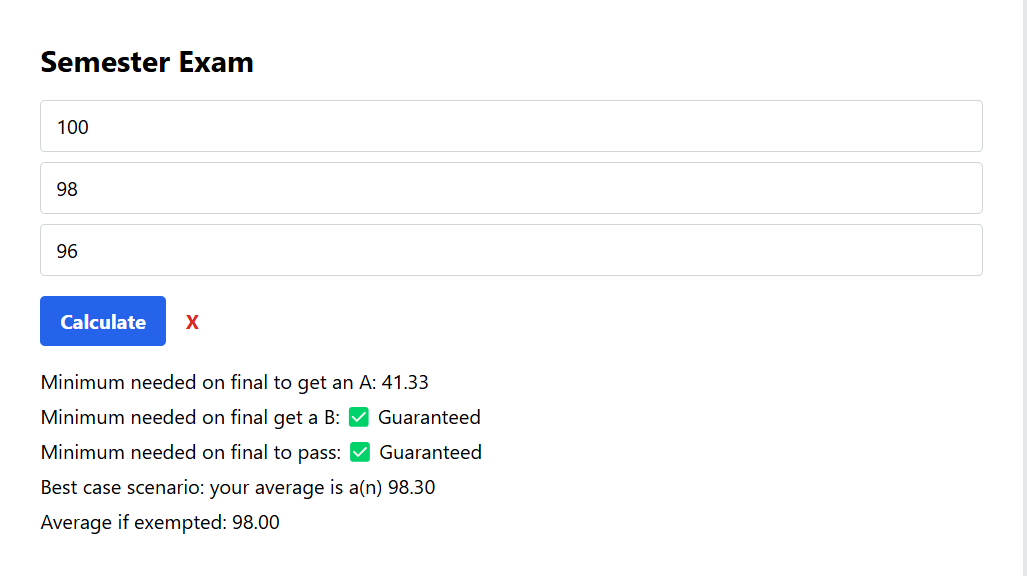 Semester Exam
100
98
96
Calculate X
Minimum needed on final to get an A: 41.33
Minimum needed on final get a B: ✅ Guaranteed
Minimum needed on final to pass: ✅ Guaranteed
Best case scenario: your average is a(n) 98.30
Average if exempted: 98.00